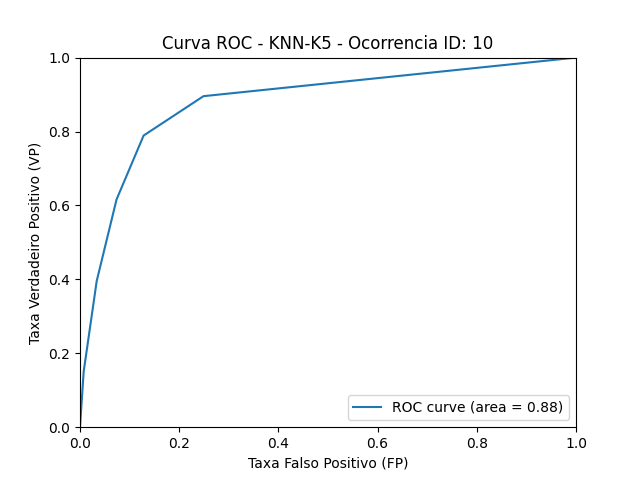 Curva ROC - KNN-K5 - Ocorrencia ID: 10
Taxa Verdadeiro Positivo (VP)
1.0
0.8
0.6
0.4
0.2
0.0
ROC curve (area = 0.88)
0.0 0.2 0.4 0.6 0.8 1.0
Taxa Falso Positivo (FP)